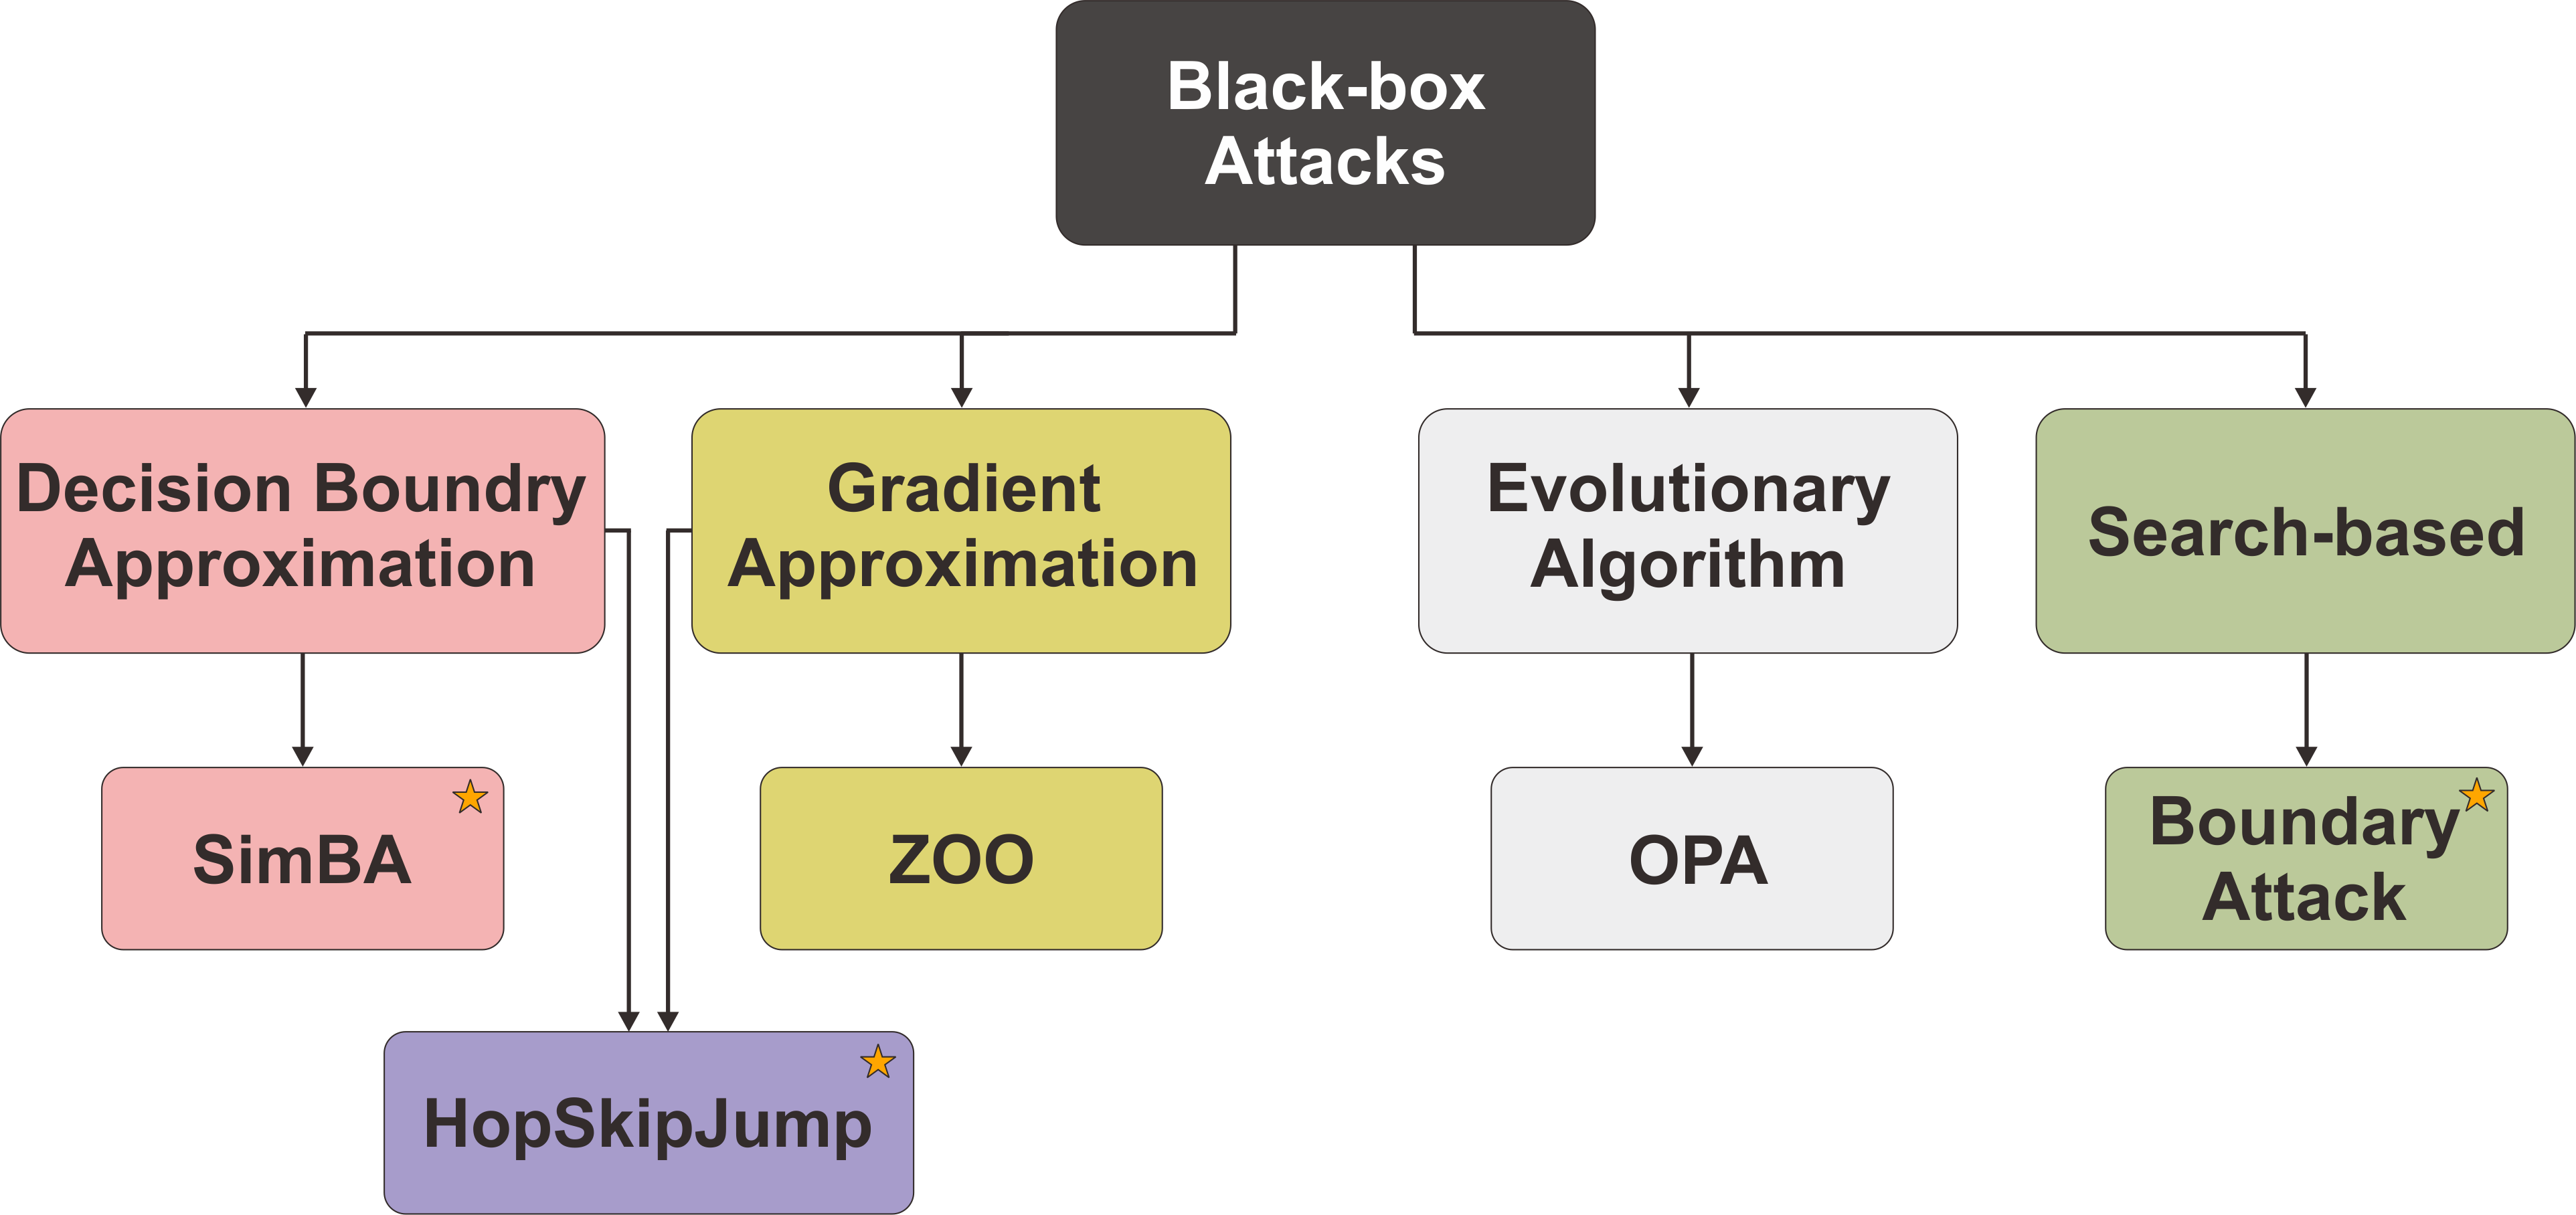 Black-box
Attacks
Decision Boundry
Approximation
Gradient
Approximation
Evolutionary
Algorithm
Search-based
SimBA
ZOO
OPA
Boundary
Attack
HopSkipJump